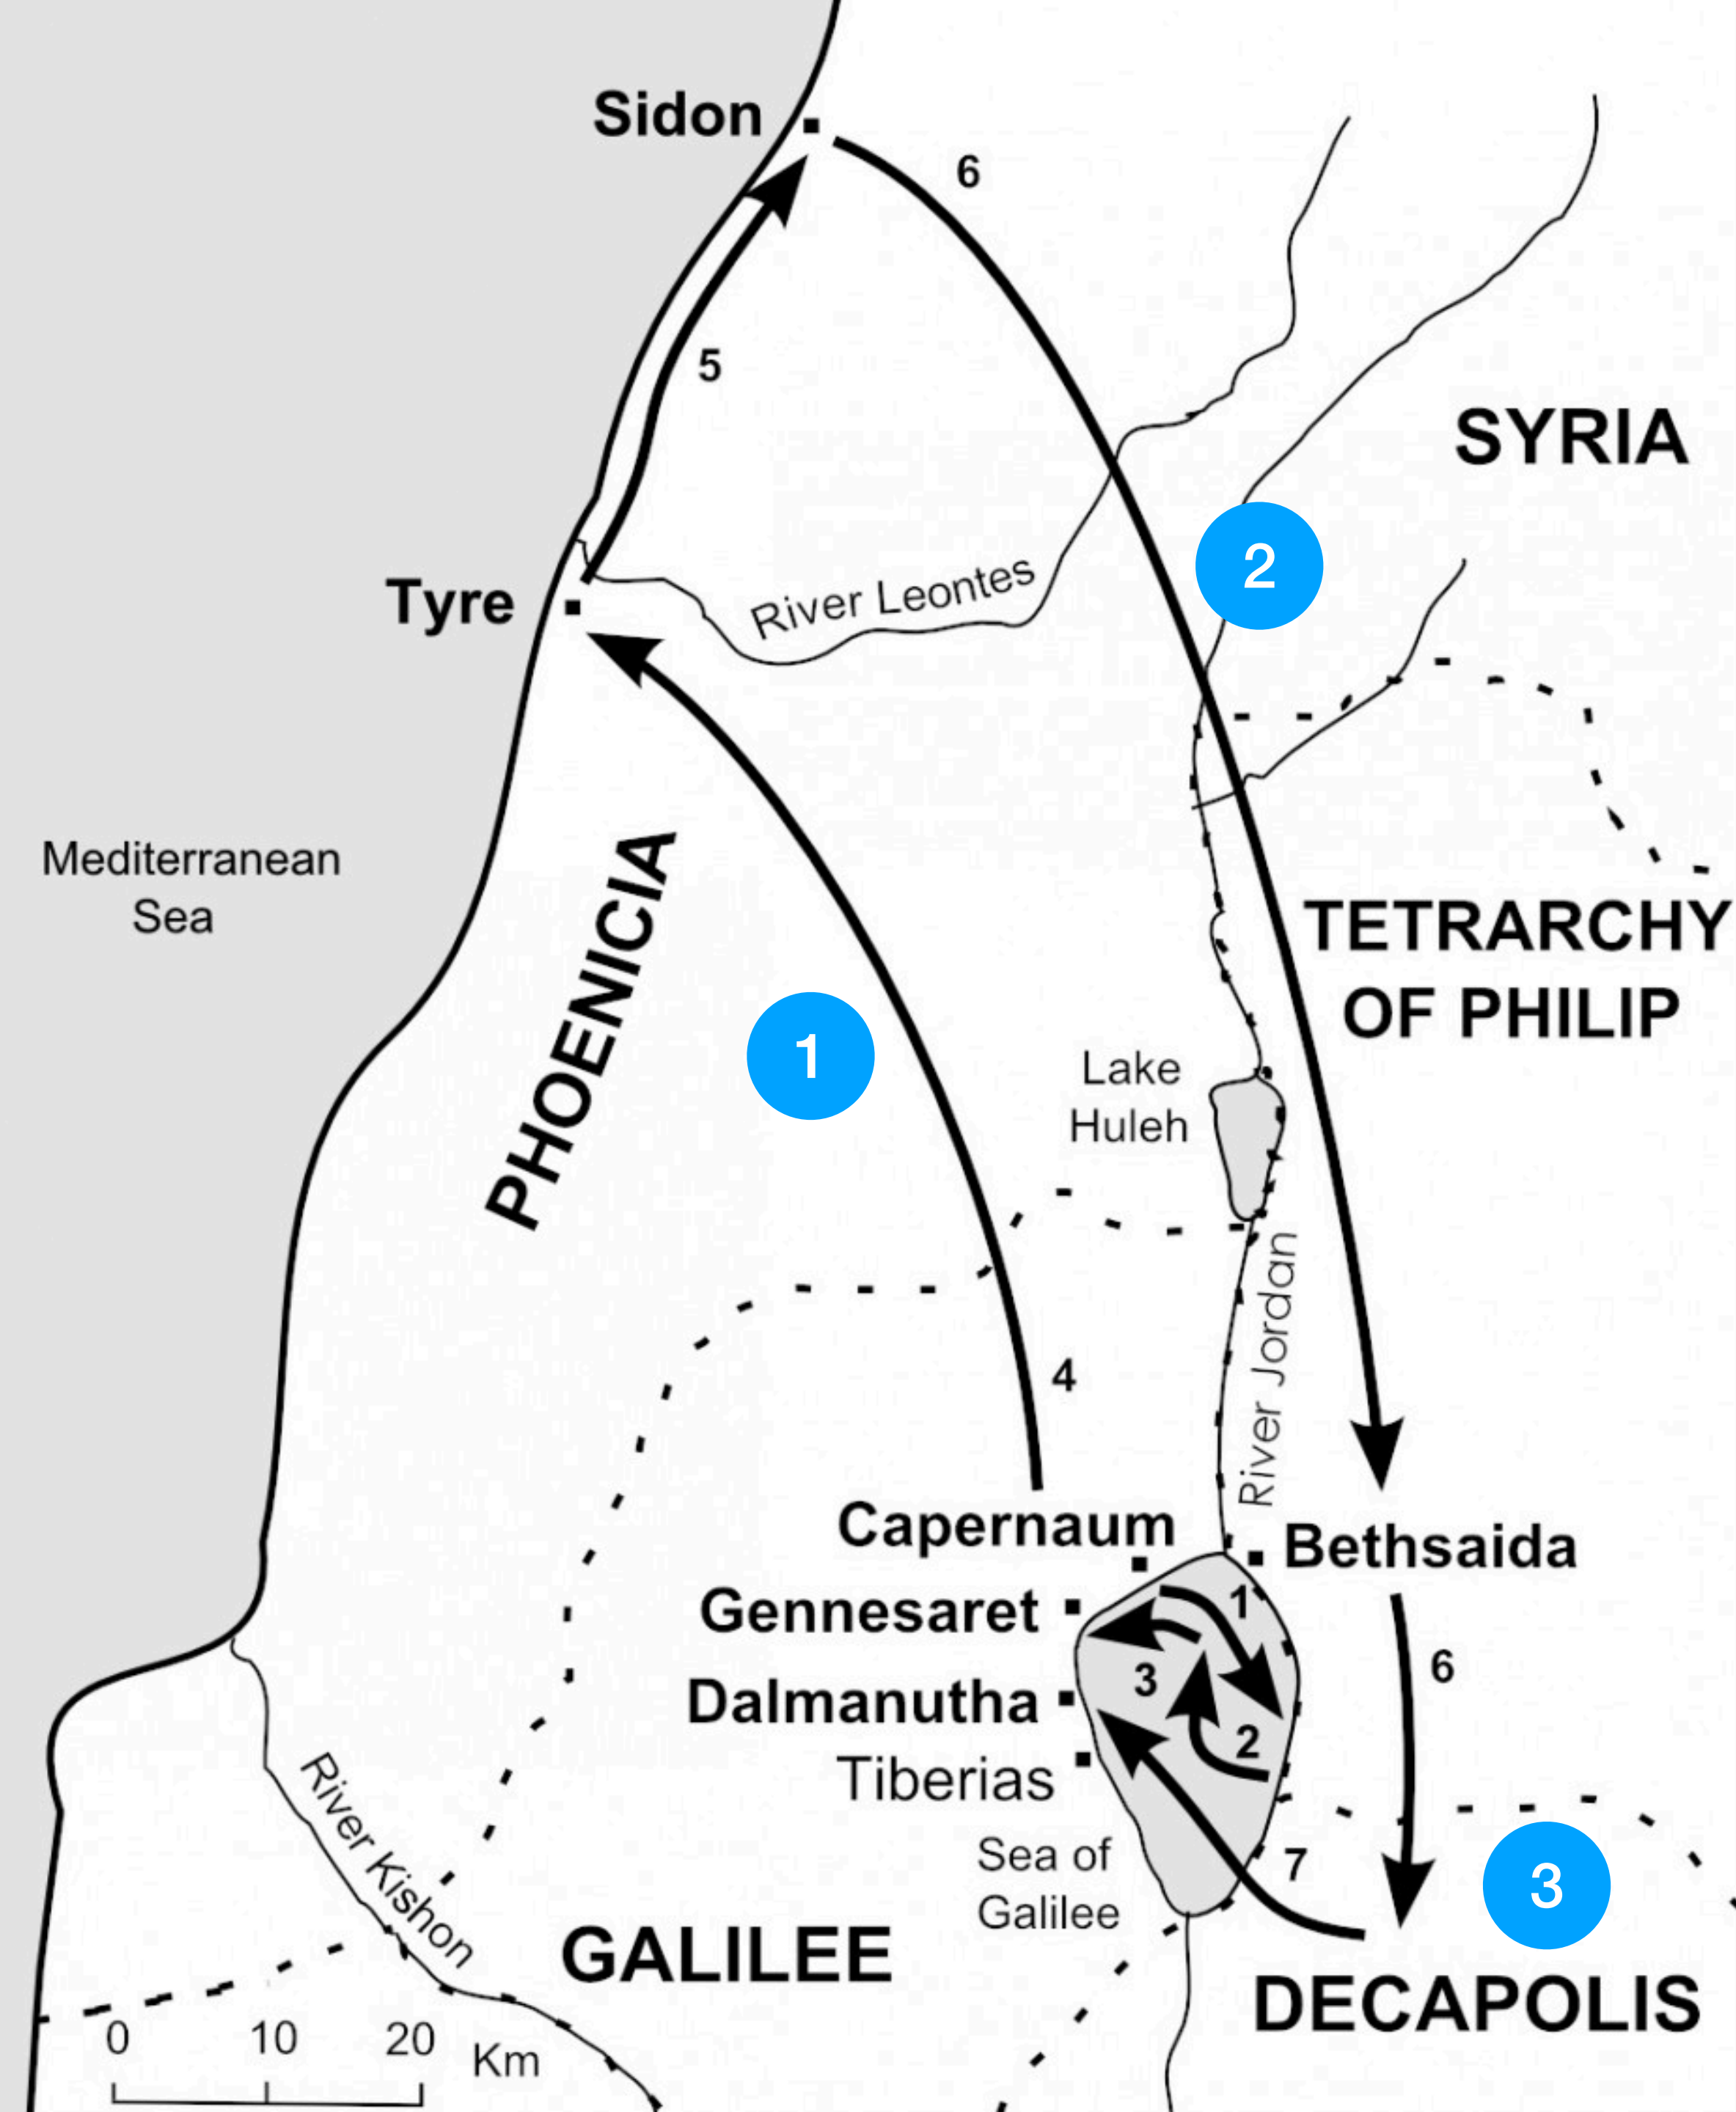 Sidon
6
5
SYRIA
2
River Leontes
Tyre
Mediterranean
Sea
PHOENICIA
TETRARCHY
OF PHILIP
1
Lake
Huleh
River Jordan
4
Capernaum
Bethsaida
Gennesaret
1
3
6
Dalmanutha
2
Tiberias
Sea of
Galilee
7
3
River Kishon
GALILEE
DECAPOLIS
0 10 20 Km